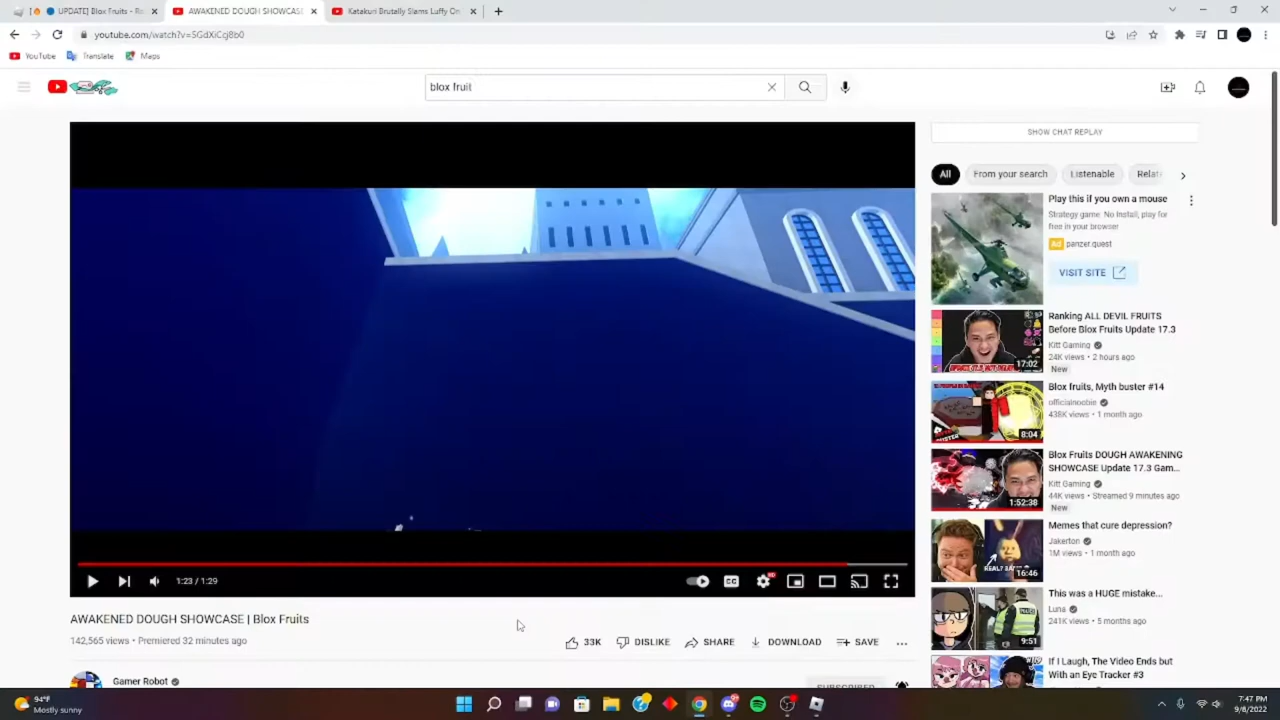 UPDATE] Blox Fruits - R
AWAKENED DOUGH SHOWCASE
Katakuri Brutally Slams Luffy On
youtube.com/watch?v=SGdXiCgj8b0
YouTube
Translate
Maps
blox fruit
SHOW CHAT REPLAY
All
From your search
Listenable
Relat
Play this if you own a mouse
Strategy game. No install, play for
free in your browser
Ad panzer.quest
VISIT SITE
Ranking ALL DEVIL FRUITS
Before Blox Fruits Update 17.3
Kitt Gaming
24K views • 2 hours ago
New
17:02
Blox fruits, Myth buster #14
officialnoobie
438K views • 1 month ago
8:04
Blox Fruits DOUGH AWAKENING
SHOWCASE Update 17.3 Gam...
Kitt Gaming
44K views • Streamed 9 minutes ago
New
1:52:38
Memes that cure depression?
Jakerton
1M views • 1 month ago
16:46
This was a HUGE mistake...
Luna
241K views • 5 months ago
9:51
If I Laugh, The Video Ends but
With an Eye Tracker #3
1:23 / 1:29
CC
HD
AWAKENED DOUGH SHOWCASE | Blox Fruits
142,565 views • Premiered 32 minutes ago
33K
DISLIKE
SHARE
DOWNLOAD
SAVE
Gamer Robot
SUBSCRIBED
94°F
Mostly sunny
7:47 PM
9/6/2022